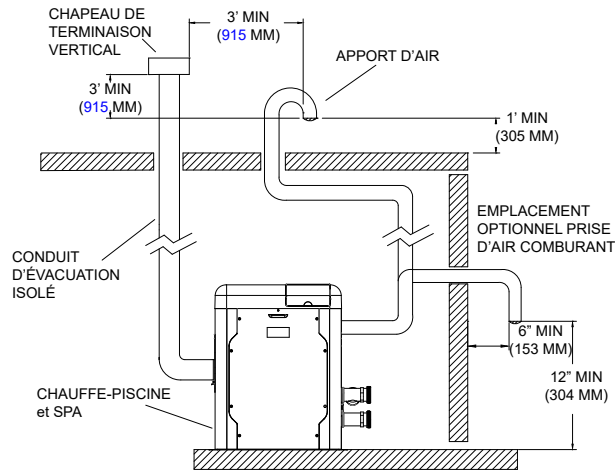 CHAPEAU DE
TERMINAISON
VERTICAL
3' MIN
(915 MM)
3' MIN
(915 MM)
APPORT D'AIR
1' MIN
(305 MM)
EMPLACEMENT
OPTIONNEL PRISE
D'AIR COMBURANT
CONDUIT
D'ÉVACUATION
ISOLÉ
6" MIN
(153 MM)
12" MIN
(304 MM)
CHAUFFE-PISCINE
et SPA